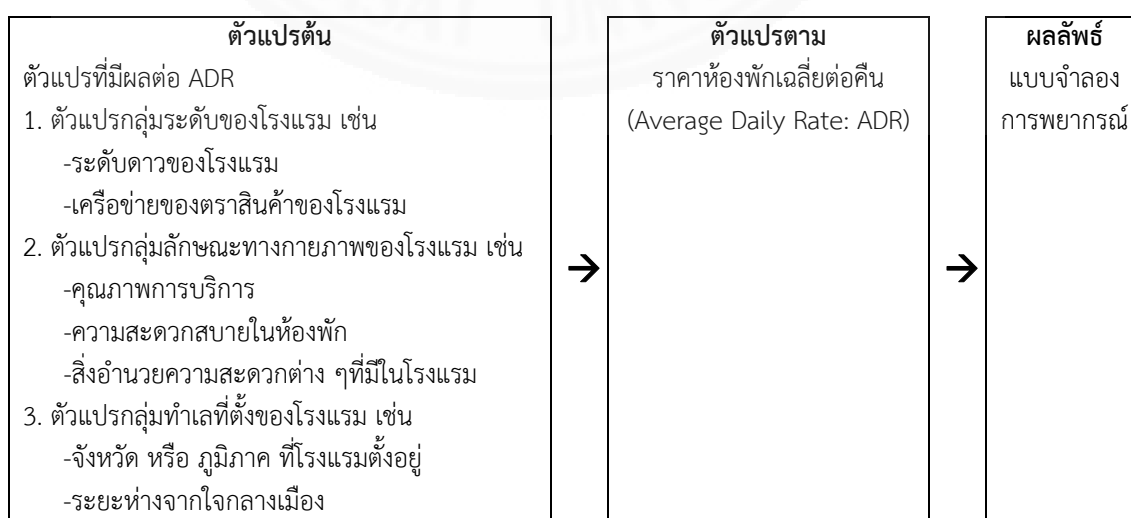 ตัวแปรต้น
ตัวแปรที่มีผลต่อ ADR
1. ตัวแปรกลุ่มระดับของโรงแรม เช่น
-ระดับดาวของโรงแรม
-เครือข่ายของตราสินค้าของโรงแรม
2. ตัวแปรกลุ่มลักษณะทางกายภาพของโรงแรม เช่น
-คุณภาพการบริการ
-ความสะดวกสบายในห้องพัก
-สิ่งอำนวยความสะดวกต่าง ๆที่มีในโรงแรม
3. ตัวแปรกลุ่มทำเลที่ตั้งของโรงแรม เช่น
-จังหวัด หรือ ภูมิภาค ที่โรงแรมตั้งอยู่
-ระยะห่างจากใจกลางเมือง
→
ตัวแปรตาม
ราคาห้องพักเฉลี่ยต่อคืน
(Average Daily Rate: ADR)
→
ผลลัพธ์
แบบจำลอง
การพยากรณ์